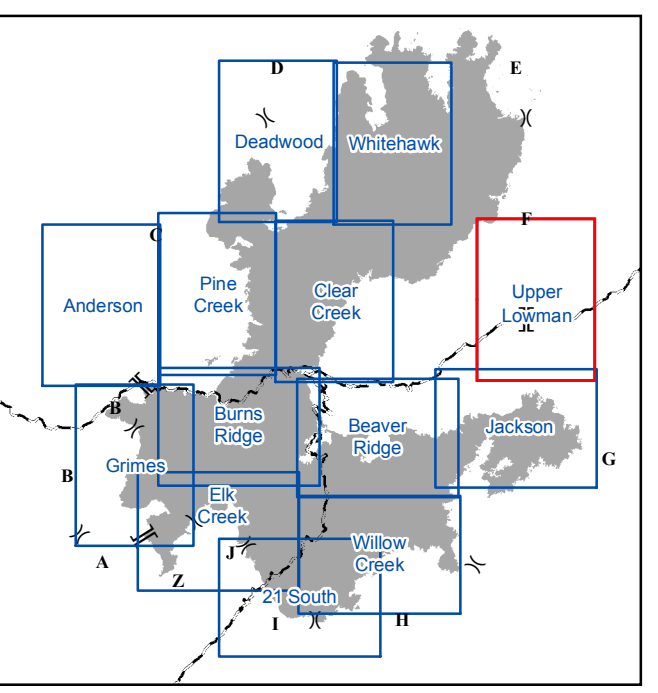 D
E
Deadwood
Whitehawk
F
C
Pine
Creek
Clear
Creek
Upper
Lowman
Anderson
B
Burns
Ridge
Beaver
Ridge
Jackson
G
B
Grimes
Elk
Creek
J
Willow
Creek
A
Z
21 South
I
H